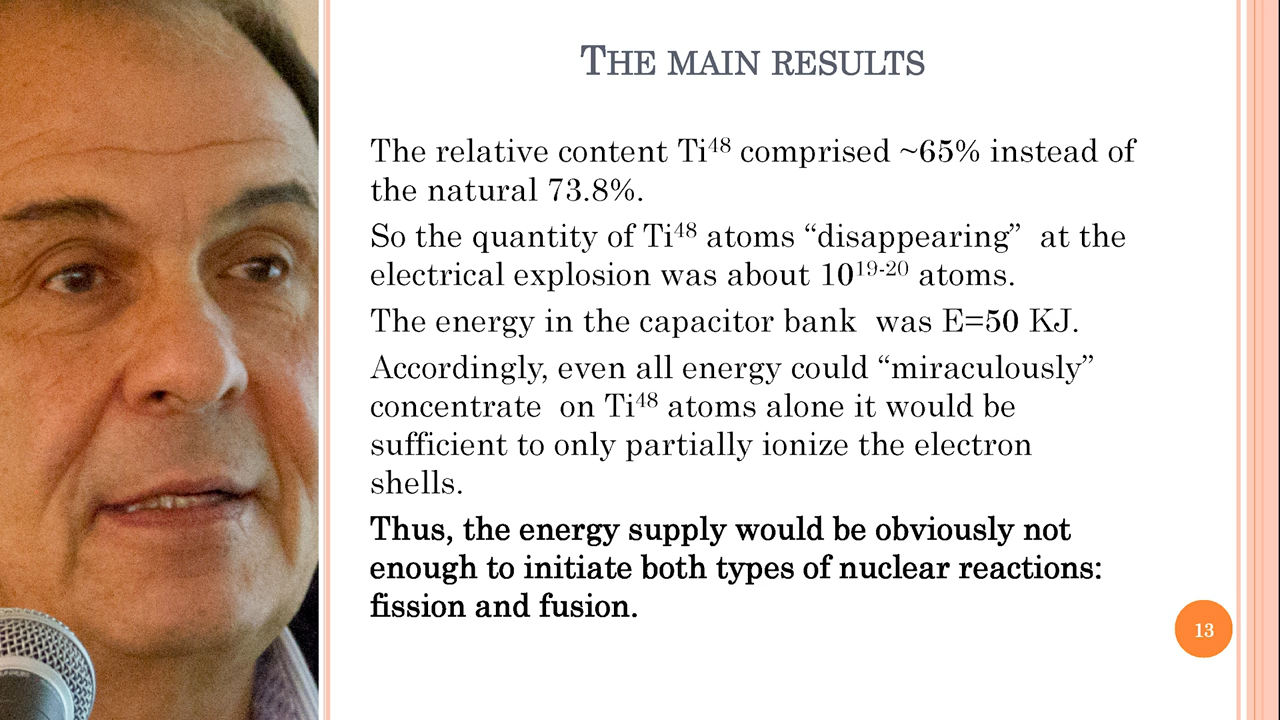 THE MAIN RESULTS
The relative content Ti⁴⁸ comprised ~65% instead of
the natural 73.8%.
So the quantity of Ti⁴⁸ atoms “disappearing”  at the
electrical explosion was about 10¹⁹⁻²⁰ atoms.
The energy in the capacitor bank  was E=50 KJ.
Accordingly, even all energy could “miraculously”
concentrate  on Ti⁴⁸ atoms alone it would be
sufficient to only partially ionize the electron
shells.
Thus, the energy supply would be obviously not
enough to initiate both types of nuclear reactions:
fission and fusion.
13